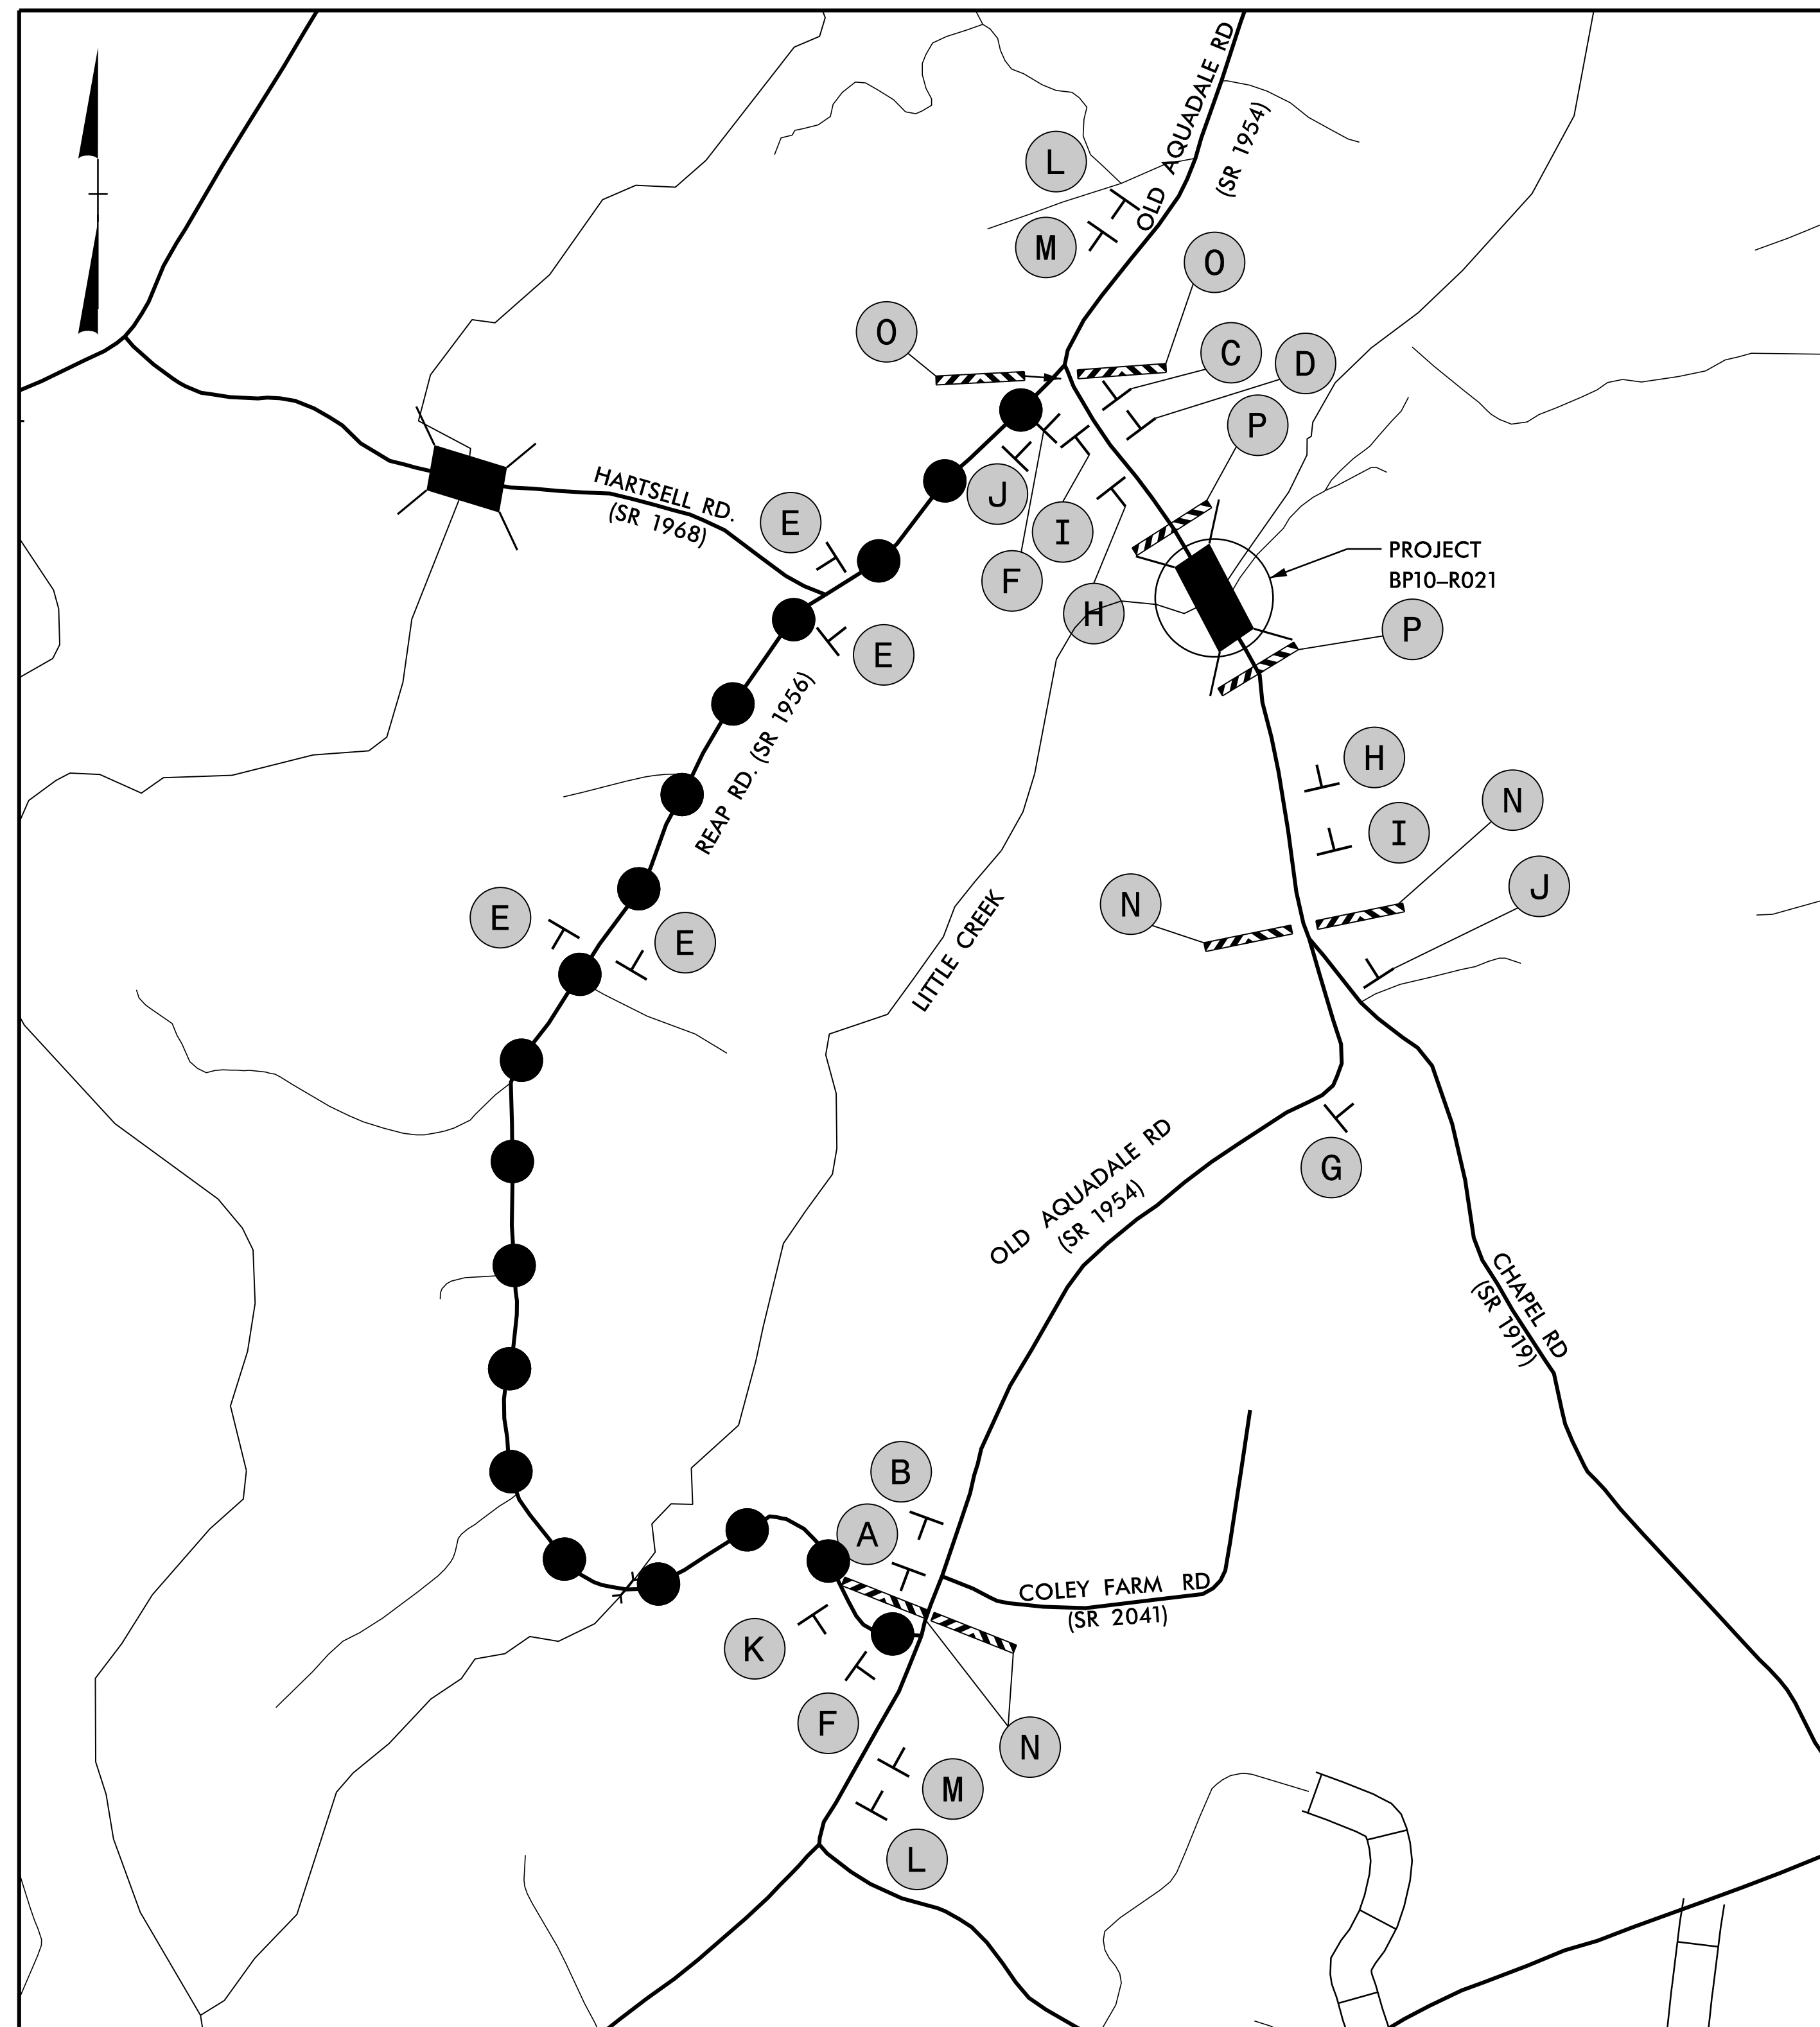 OLD AQUADALE RD
(SR 1954)
L
M
O
O
C
D
P
J
HARTSELL RD.
(SR 1968)
E
I
F
PROJECT
BP10–R021
H
P
E
REAP RD. (SR 1956)
H
N
I
J
N
E
E
LITTLE CREEK
G
OLD AQUADALE RD
(SR 1954)
CHAPEL RD
(SR 1919)
B
A
COLEY FARM RD
(SR 2041)
K
F
N
M
L